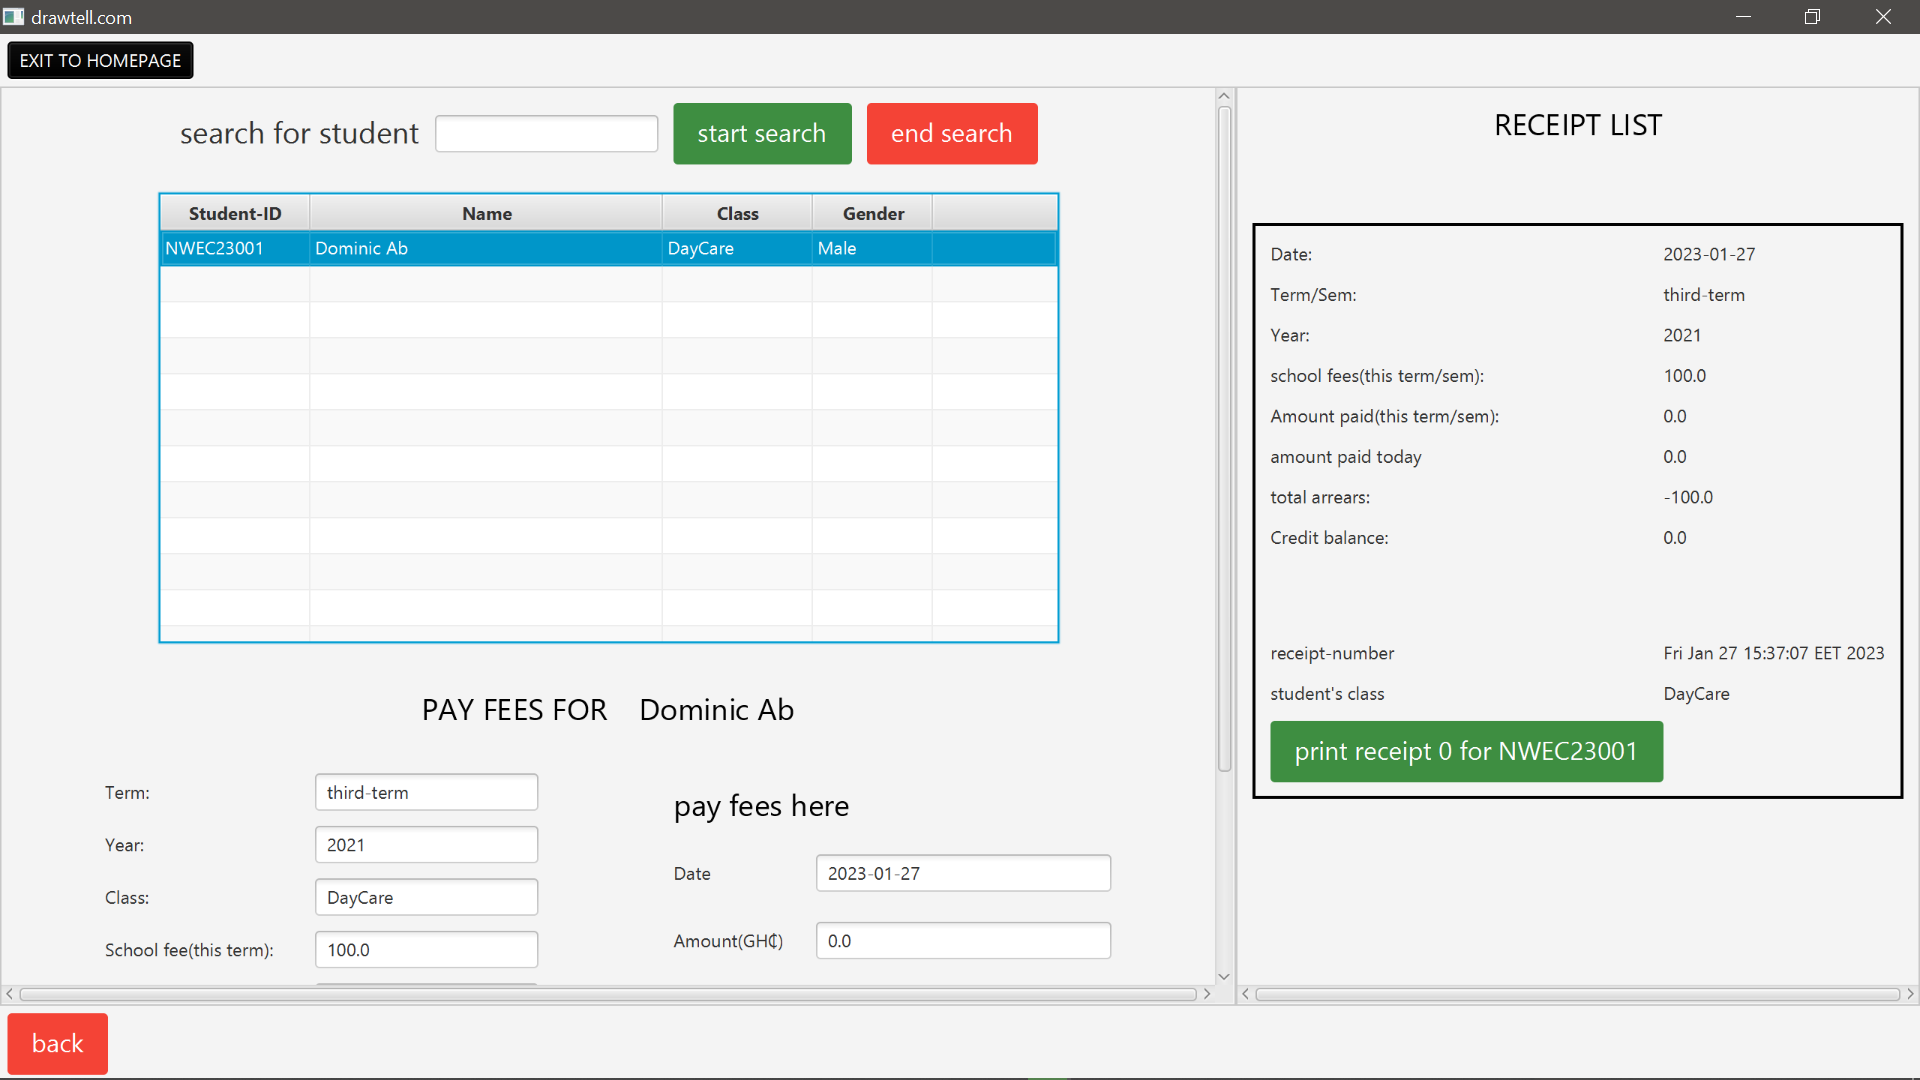 drawtell.com
EXIT TO HOMEPAGE
search for student
start search
end search
Student-ID Name Class Gender
NWEC23001 Dominic Ab DayCare Male
PAY FEES FOR Dominic Ab
Term: third-term
Year: 2021
Class: DayCare
School fee(this term): 100.0
pay fees here
Date 2023-01-27
Amount(GH₵) 0.0
RECEIPT LIST
Date: 2023-01-27
Term/Sem: third-term
Year: 2021
school fees(this term/sem): 100.0
Amount paid(this term/sem): 0.0
amount paid today 0.0
total arrears: -100.0
Credit balance: 0.0
receipt-number Fri Jan 27 15:37:07 EET 2023
student's class DayCare
print receipt 0 for NWEC23001
back